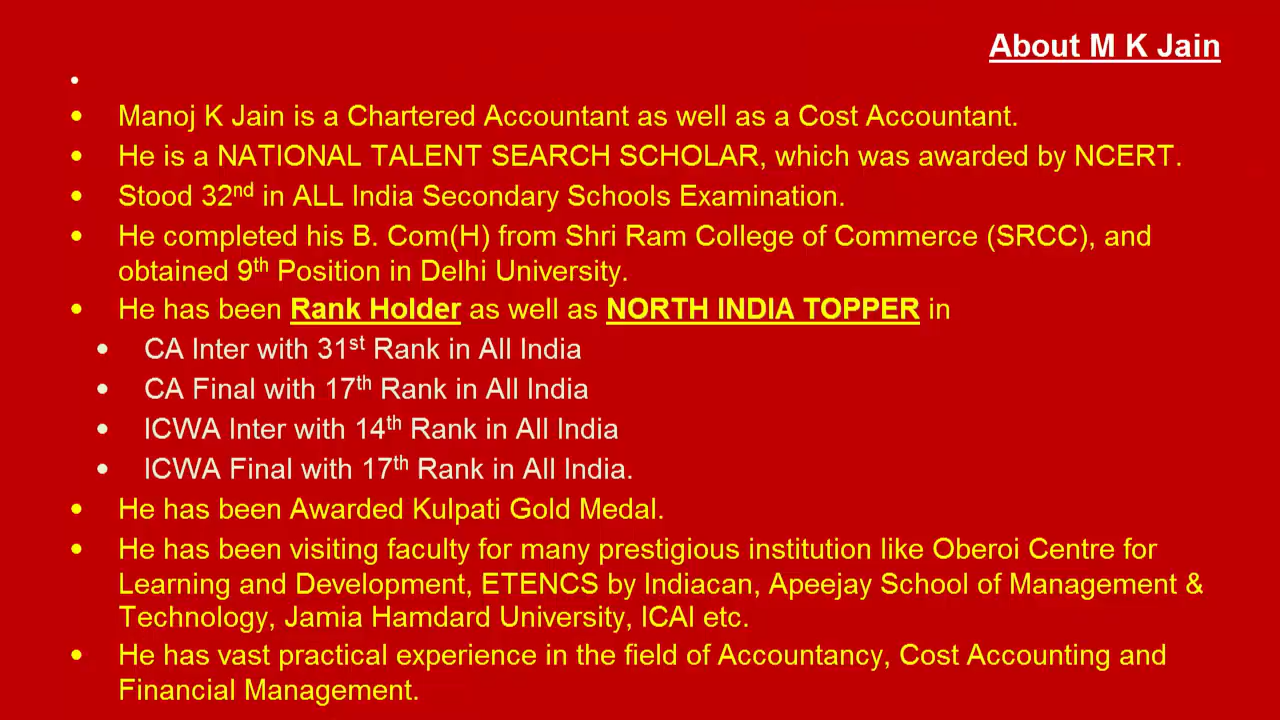 About M K Jain
•
• Manoj K Jain is a Chartered Accountant as well as a Cost Accountant.
• He is a NATIONAL TALENT SEARCH SCHOLAR, which was awarded by NCERT.
• Stood 32nd in ALL India Secondary Schools Examination.
• He completed his B. Com(H) from Shri Ram College of Commerce (SRCC), and
obtained 9th Position in Delhi University.
• He has been Rank Holder as well as NORTH INDIA TOPPER in
• CA Inter with 31st Rank in All India
• CA Final with 17th Rank in All India
• ICWA Inter with 14th Rank in All India
• ICWA Final with 17th Rank in All India.
• He has been Awarded Kulpati Gold Medal.
• He has been visiting faculty for many prestigious institution like Oberoi Centre for
Learning and Development, ETENCS by Indiacan, Apeejay School of Management &
Technology, Jamia Hamdard University, ICAI etc.
• He has vast practical experience in the field of Accountancy, Cost Accounting and
Financial Management.